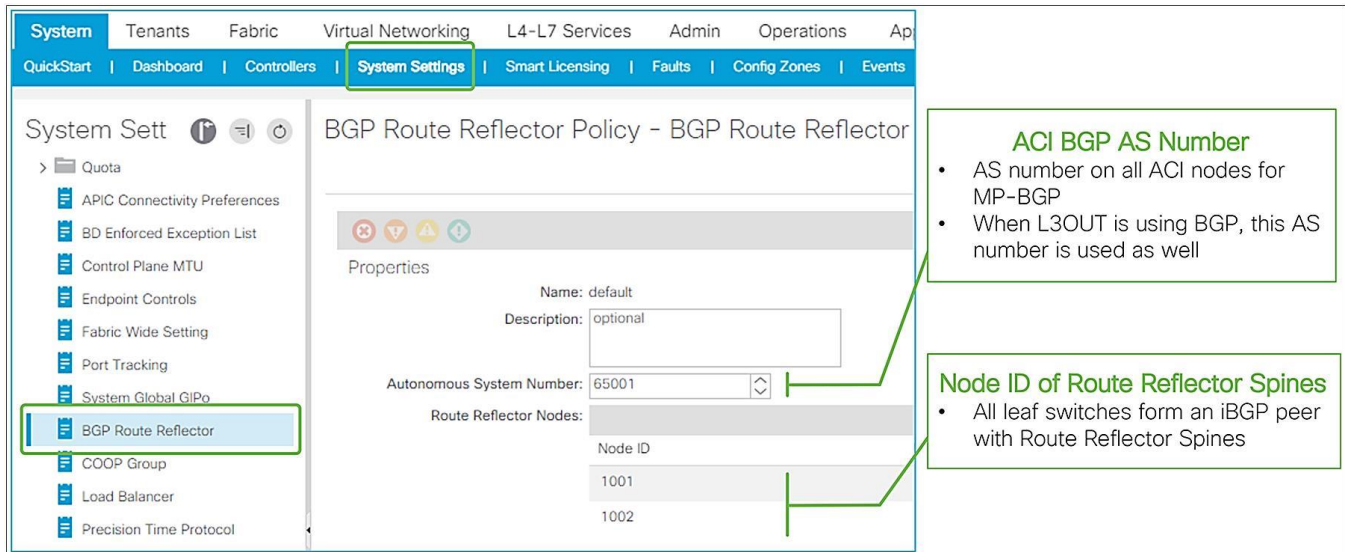 System Tenants Fabric Virtual Networking L4-L7 Services Admin Operations Ap
QuickStart | Dashboard | Controllers | System Settings | Smart Licensing | Faults | Config Zones | Events
System Sett
Quota
APIC Connectivity Preferences
BD Enforced Exception List
Control Plane MTU
Endpoint Controls
Fabric Wide Setting
Port Tracking
System Global GIPo
BGP Route Reflector
COOP Group
Load Balancer
Precision Time Protocol
BGP Route Reflector Policy - BGP Route Reflector
Properties
Name: default
Description: optional
Autonomous System Number: 65001
Route Reflector Nodes:
Node ID
1001
1002
ACI BGP AS Number
• AS number on all ACI nodes for
MP-BGP
• When L3OUT is using BGP, this AS
number is used as well
Node ID of Route Reflector Spines
• All leaf switches form an iBGP peer
with Route Reflector Spines